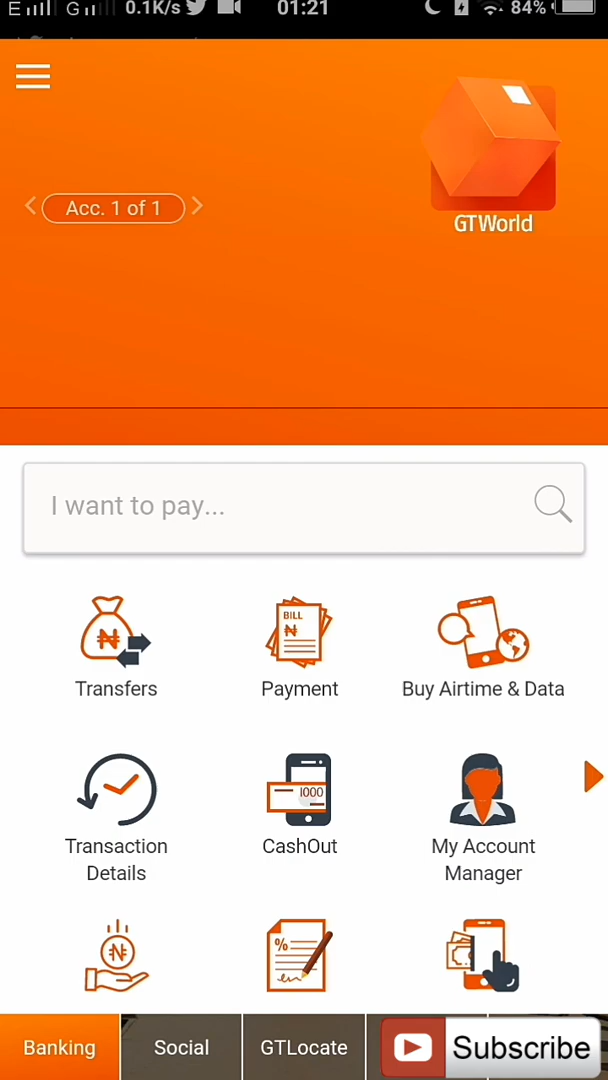 E G 0.1K/s 01:21 84%
Acc. 1 of 1
GTWorld
I want to pay...
BILL
₦
₦
Transfers
Payment
Buy Airtime & Data
1000
Transaction
Details
CashOut
My Account
Manager
₦
%
Banking
Social
GTLocate
Subscribe